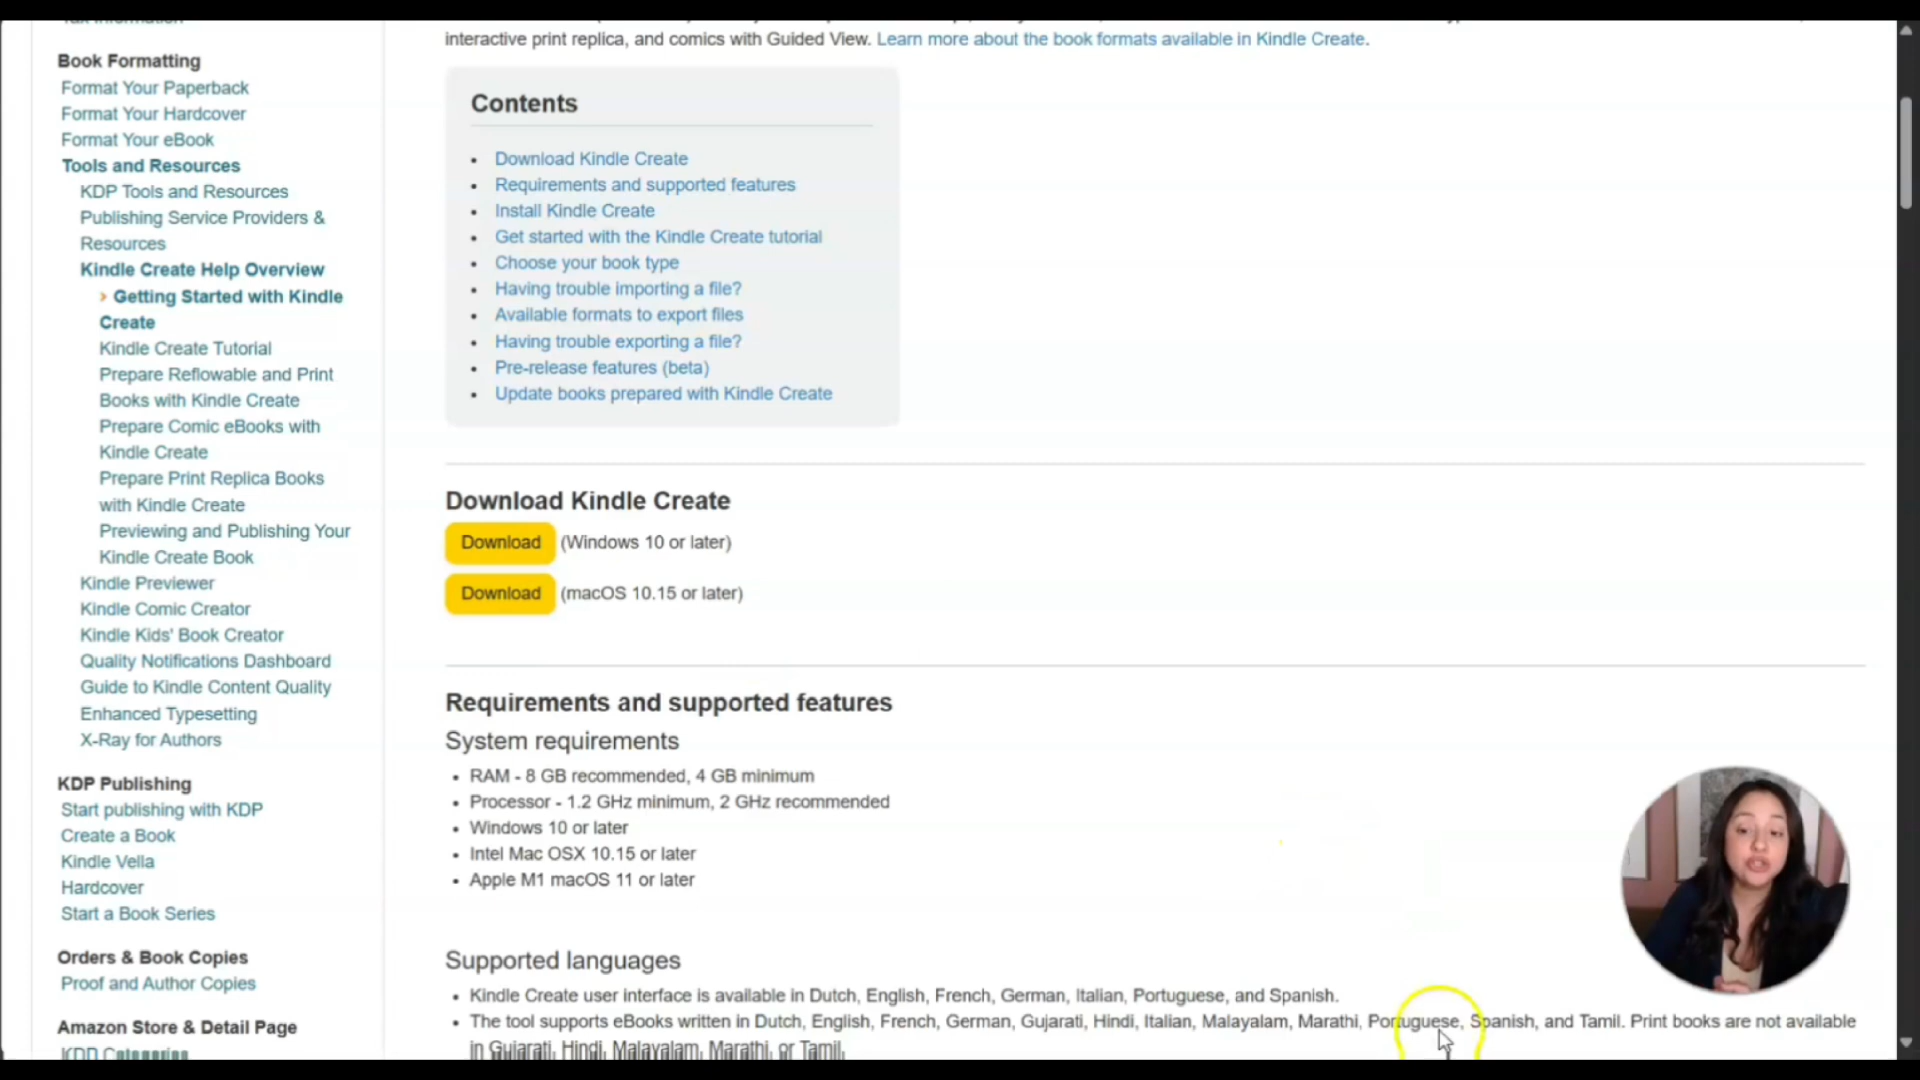 Tax Information
Book Formatting
Format Your Paperback
Format Your Hardcover
Format Your eBook
Tools and Resources
KDP Tools and Resources
Publishing Service Providers &
Resources
Kindle Create Help Overview
› Getting Started with Kindle
Create
Kindle Create Tutorial
Prepare Reflowable and Print
Books with Kindle Create
Prepare Comic eBooks with
Kindle Create
Prepare Print Replica Books
with Kindle Create
Previewing and Publishing Your
Kindle Create Book
Kindle Previewer
Kindle Comic Creator
Kindle Kids' Book Creator
Quality Notifications Dashboard
Guide to Kindle Content Quality
Enhanced Typesetting
X-Ray for Authors
KDP Publishing
Start publishing with KDP
Create a Book
Kindle Vella
Hardcover
Start a Book Series
Orders & Book Copies
Proof and Author Copies
Amazon Store & Detail Page
KDP Categories
interactive print replica, and comics with Guided View. Learn more about the book formats available in Kindle Create.
Contents
• Download Kindle Create
• Requirements and supported features
• Install Kindle Create
• Get started with the Kindle Create tutorial
• Choose your book type
• Having trouble importing a file?
• Available formats to export files
• Having trouble exporting a file?
• Pre-release features (beta)
• Update books prepared with Kindle Create
Download Kindle Create
Download (Windows 10 or later)
Download (macOS 10.15 or later)
Requirements and supported features
System requirements
• RAM - 8 GB recommended, 4 GB minimum
• Processor - 1.2 GHz minimum, 2 GHz recommended
• Windows 10 or later
• Intel Mac OSX 10.15 or later
• Apple M1 macOS 11 or later
Supported languages
• Kindle Create user interface is available in Dutch, English, French, German, Italian, Portuguese, and Spanish.
• The tool supports eBooks written in Dutch, English, French, German, Gujarati, Hindi, Italian, Malayalam, Marathi, Portuguese, Spanish, and Tamil. Print books are not available
in Gujarati, Hindi, Malayalam, Marathi, or Tamil.